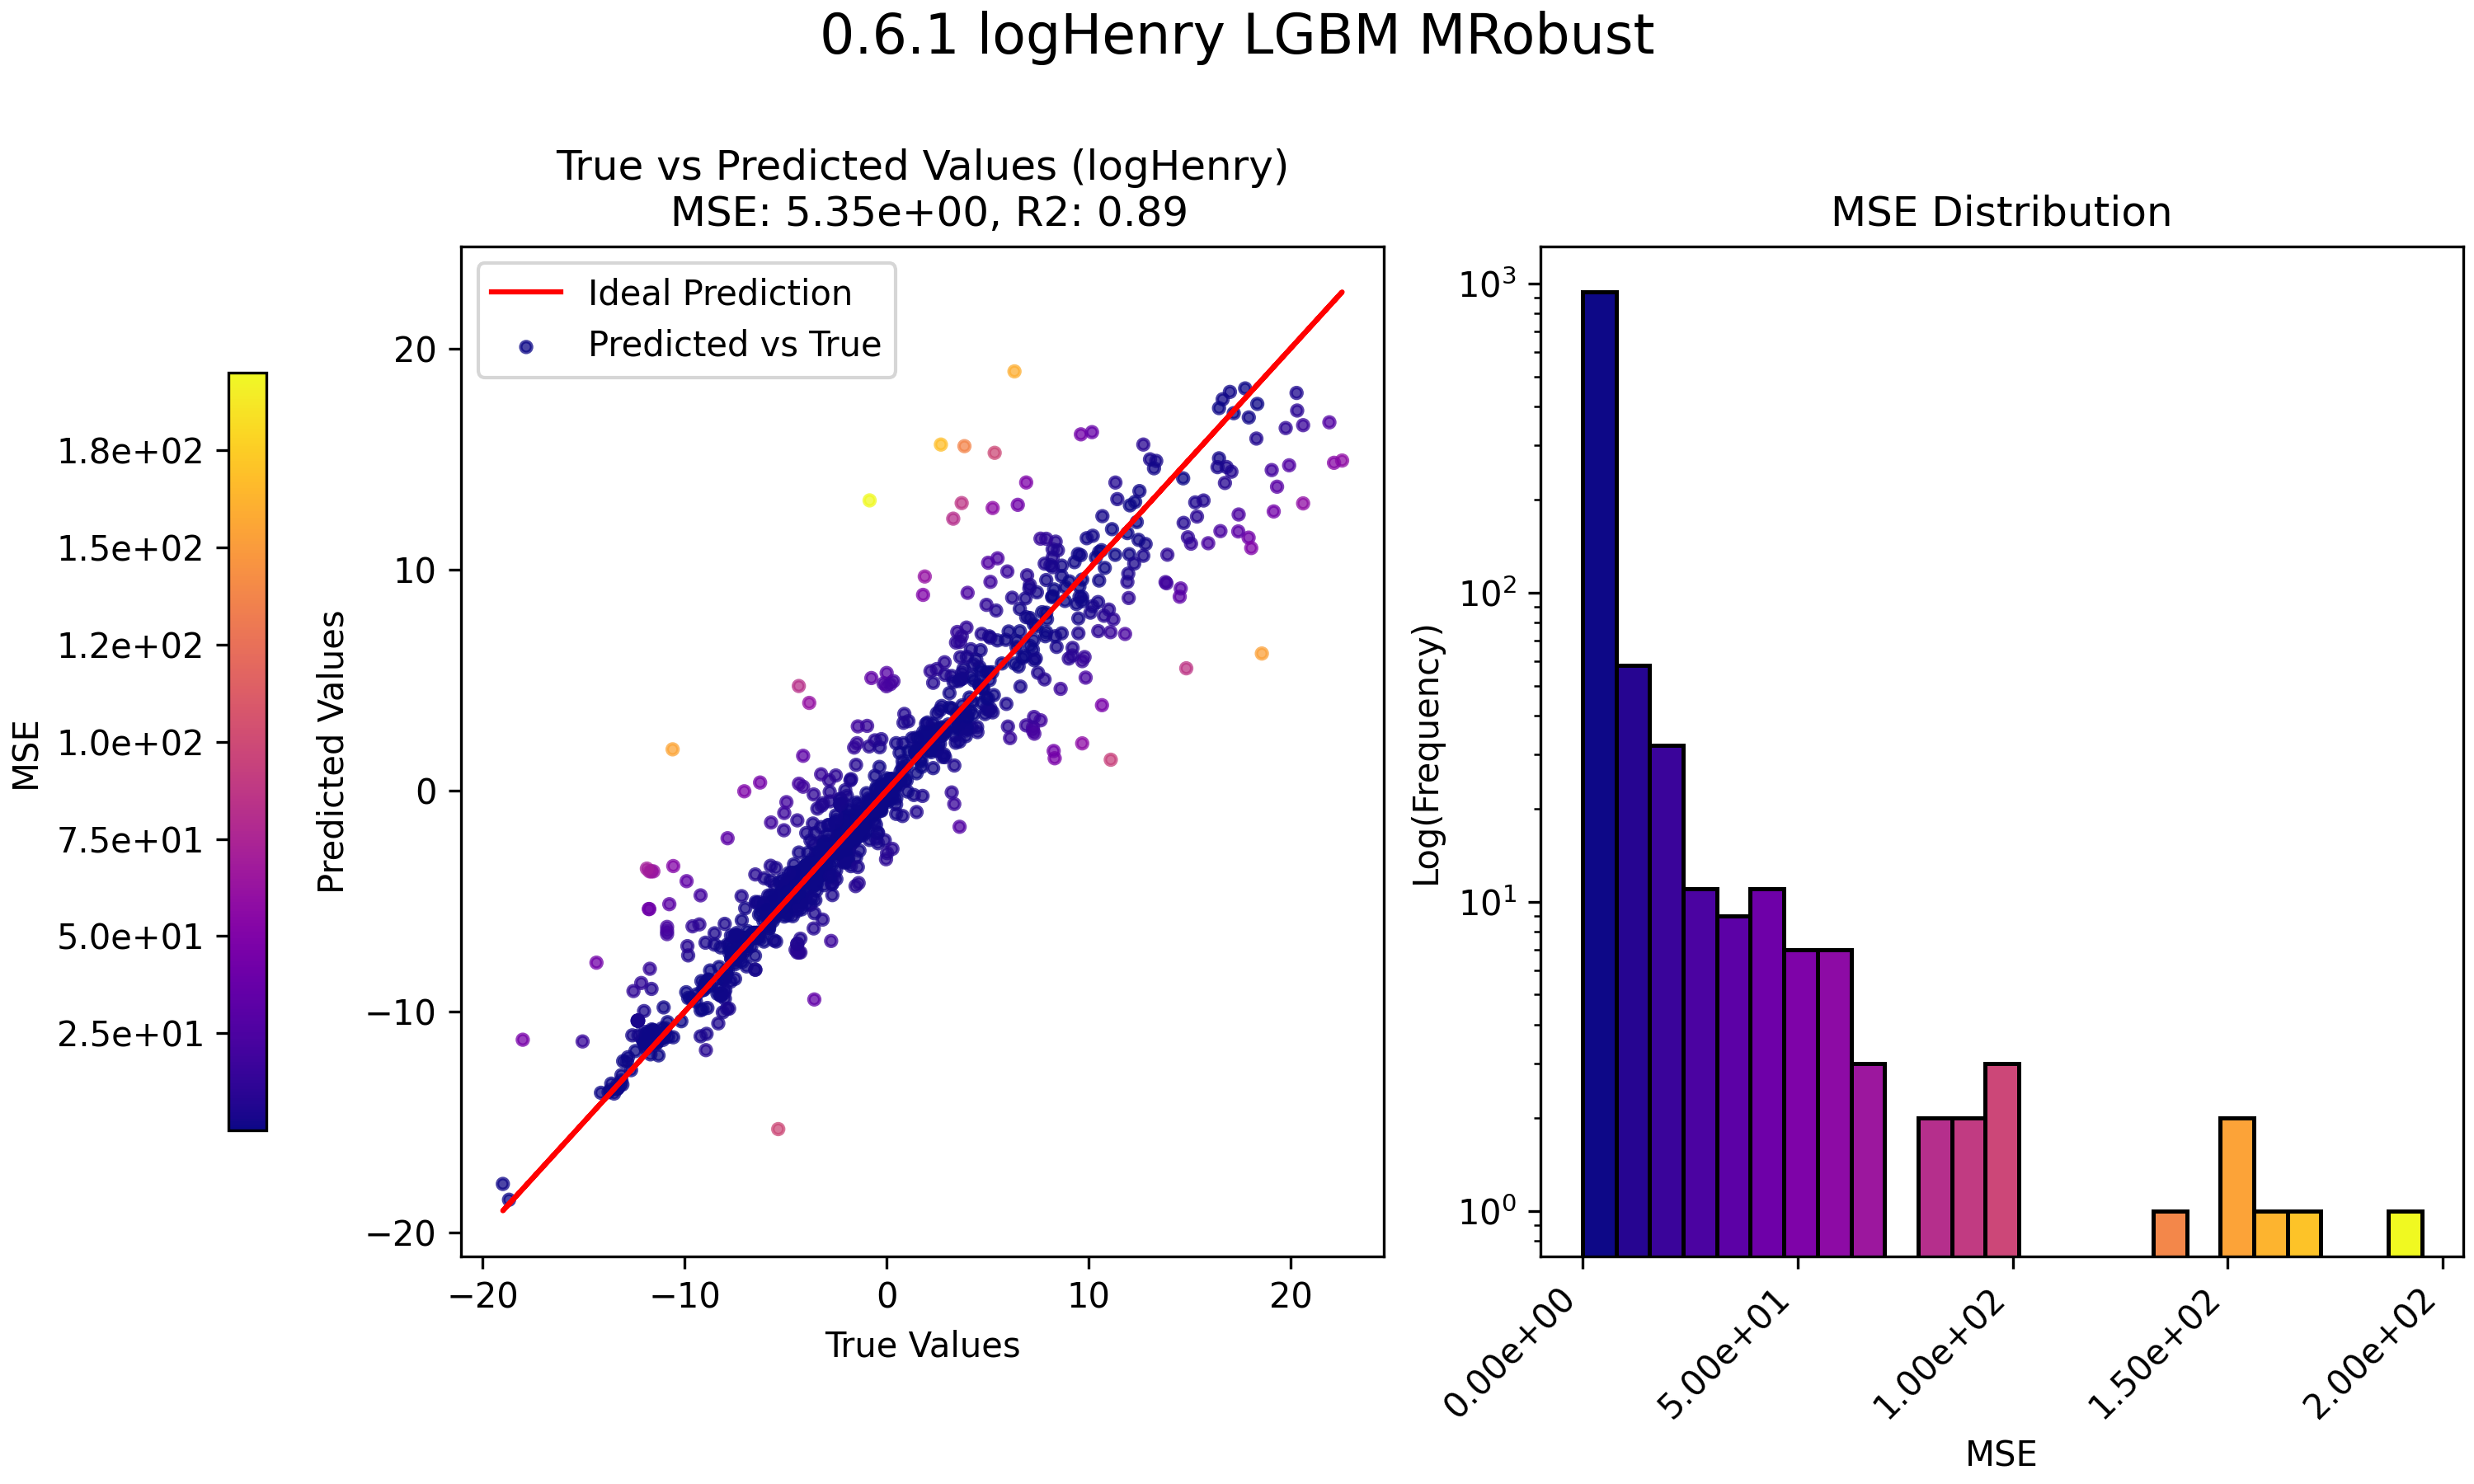 0.6.1 logHenry LGBM MRobust
True vs Predicted Values (logHenry)
MSE: 5.35e+00, R2: 0.89
Ideal Prediction
Predicted vs True
20
10
0
−10
−20
Predicted Values
−20
−10
0
10
20
True Values
1.8e+02
1.5e+02
1.2e+02
1.0e+02
7.5e+01
5.0e+01
2.5e+01
MSE
MSE Distribution
10³
10²
10¹
10⁰
Log(Frequency)
0.00e+00
5.00e+01
1.00e+02
1.50e+02
2.00e+02
MSE